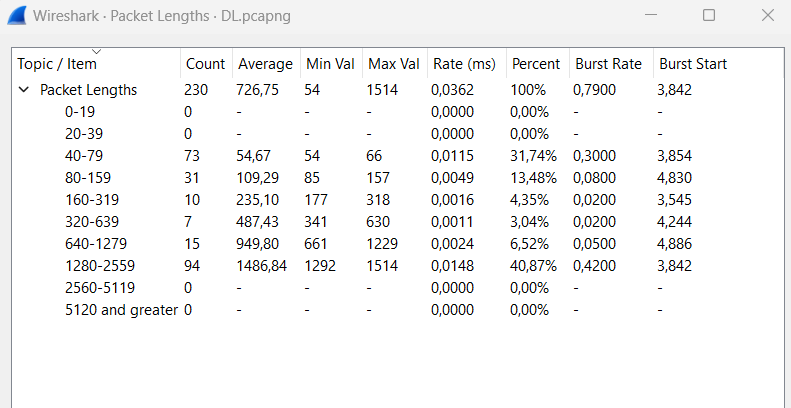 Wireshark · Packet Lengths · DL.pcapng
Topic / Item Count Average Min Val Max Val Rate (ms) Percent Burst Rate Burst Start
Packet Lengths 230 726,75 54 1514 0,0362 100% 0,7900 3,842
0-19 0 - - - 0,0000 0,00% - -
20-39 0 - - - 0,0000 0,00% - -
40-79 73 54,67 54 66 0,0115 31,74% 0,3000 3,854
80-159 31 109,29 85 157 0,0049 13,48% 0,0800 4,830
160-319 10 235,10 177 318 0,0016 4,35% 0,0200 3,545
320-639 7 487,43 341 630 0,0011 3,04% 0,0200 4,244
640-1279 15 949,80 661 1229 0,0024 6,52% 0,0500 4,886
1280-2559 94 1486,84 1292 1514 0,0148 40,87% 0,4200 3,842
2560-5119 0 - - - 0,0000 0,00% - -
5120 and greater 0 - - - 0,0000 0,00% - -